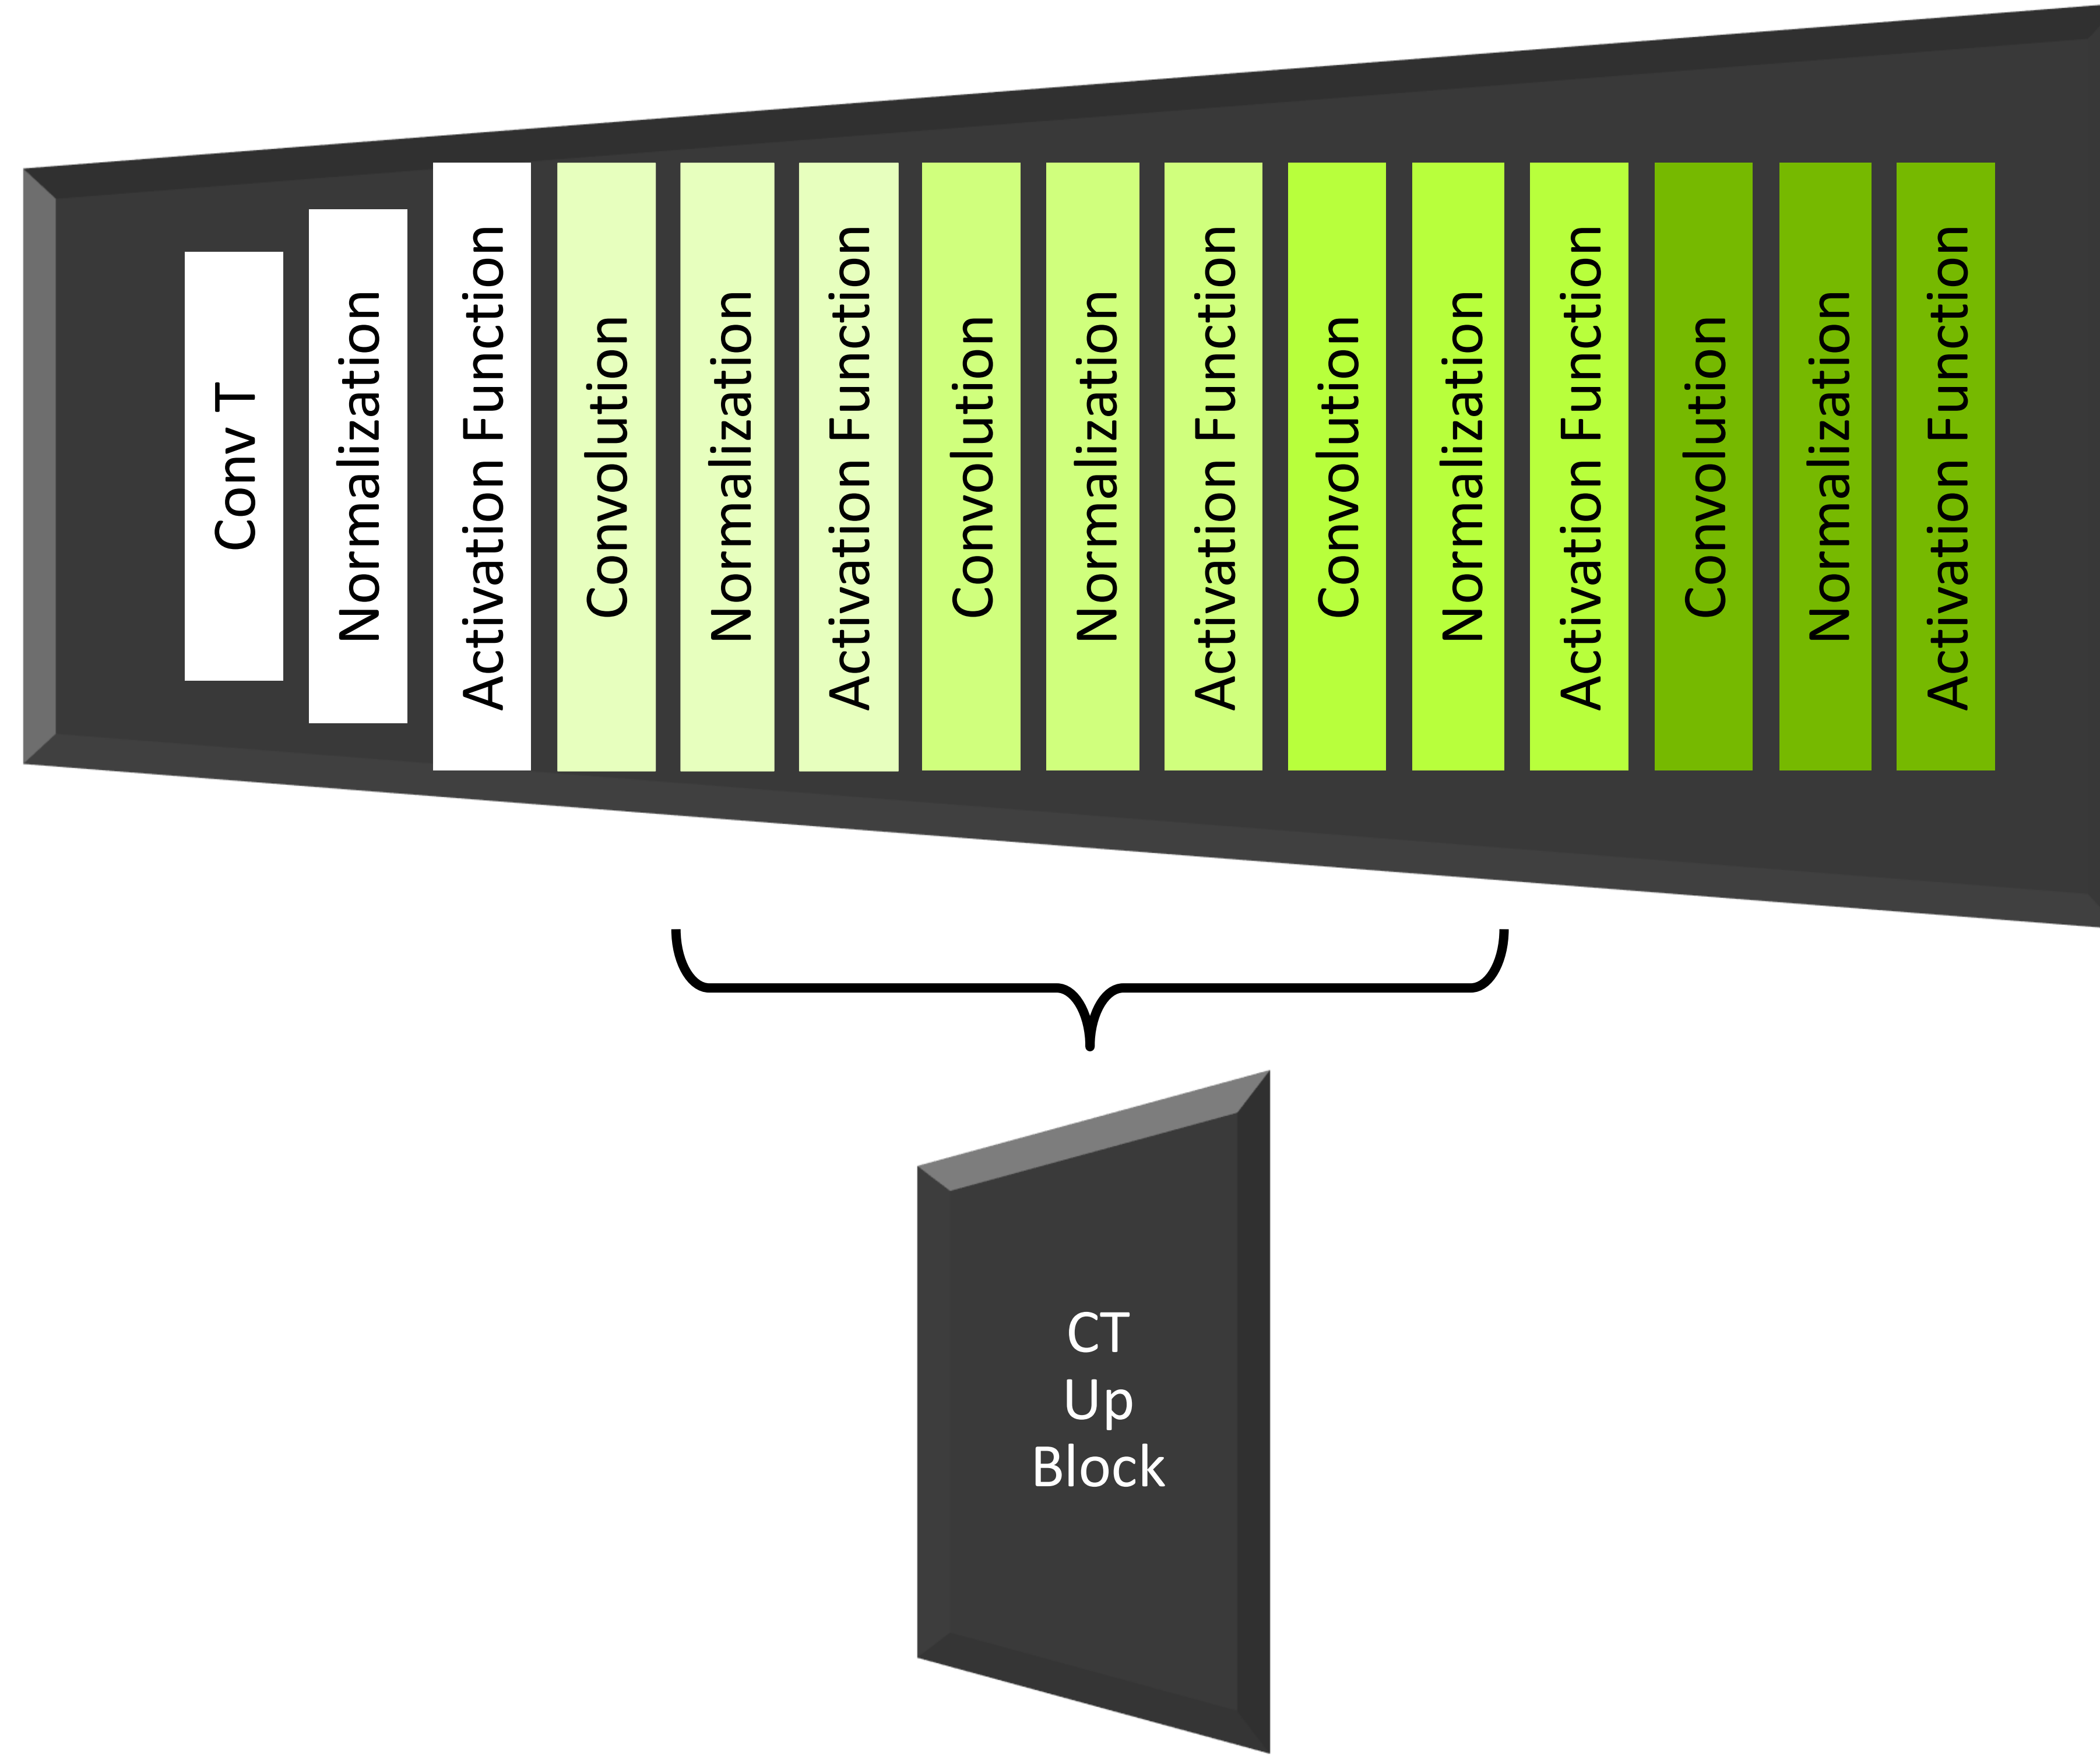 Conv T
Normalization
Activation Function
Convolution
Normalization
Activation Function
Convolution
Normalization
Activation Function
Convolution
Normalization
Activation Function
Convolution
Normalization
Activation Function
CT
Up
Block